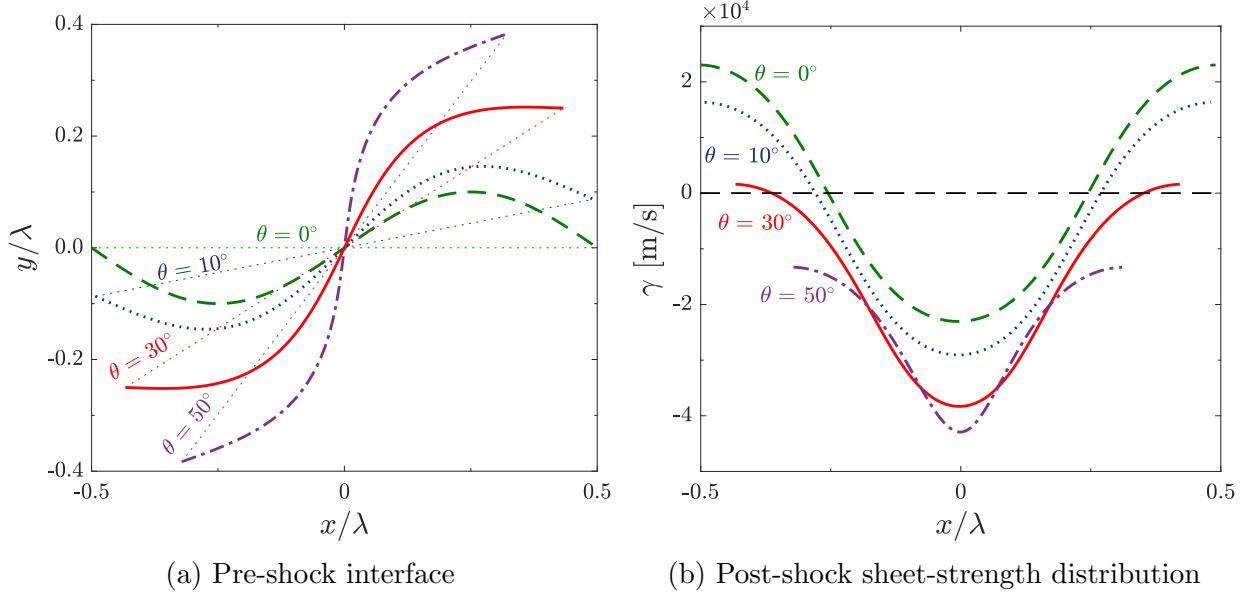 0.4
0.2
0.0
-0.2
-0.4
y/λ
θ = 0°
θ = 10°
θ = 30°
θ = 50°
-0.5
0
0.5
x/λ
(a) Pre-shock interface
×10⁴
2
0
-2
-4
γ [m/s]
θ = 0°
θ = 10°
θ = 30°
θ = 50°
-0.5
0
0.5
x/λ
(b) Post-shock sheet-strength distribution